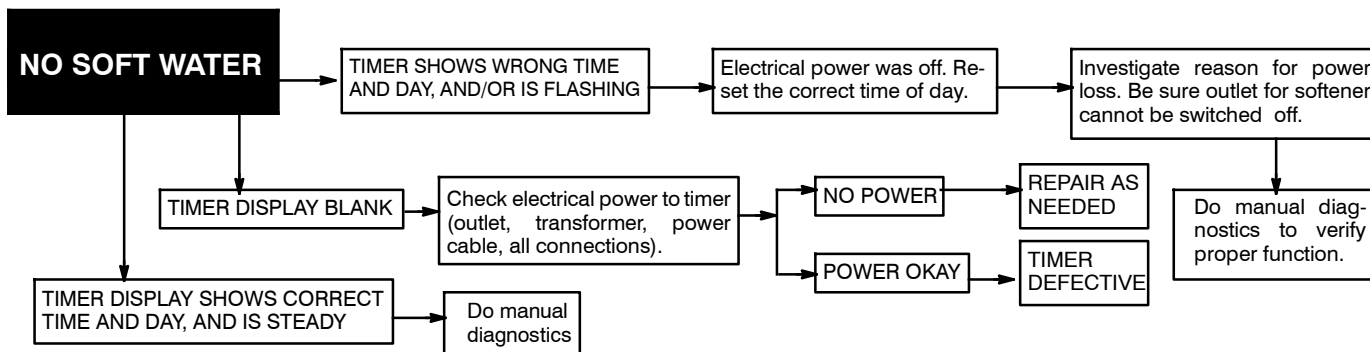 NO SOFT WATER
TIMER SHOWS WRONG TIME
AND DAY, AND/OR IS FLASHING
Electrical power was off. Re-
set the correct time of day.
Investigate reason for power
loss. Be sure outlet for softener
cannot be switched off.
Do manual diag-
nostics to verify
proper function.
TIMER DISPLAY BLANK
Check electrical power to timer
(outlet, transformer, power
cable, all connections).
NO POWER
REPAIR AS
NEEDED
POWER OKAY
TIMER
DEFECTIVE
TIMER DISPLAY SHOWS CORRECT
TIME AND DAY, AND IS STEADY
Do manual
diagnostics